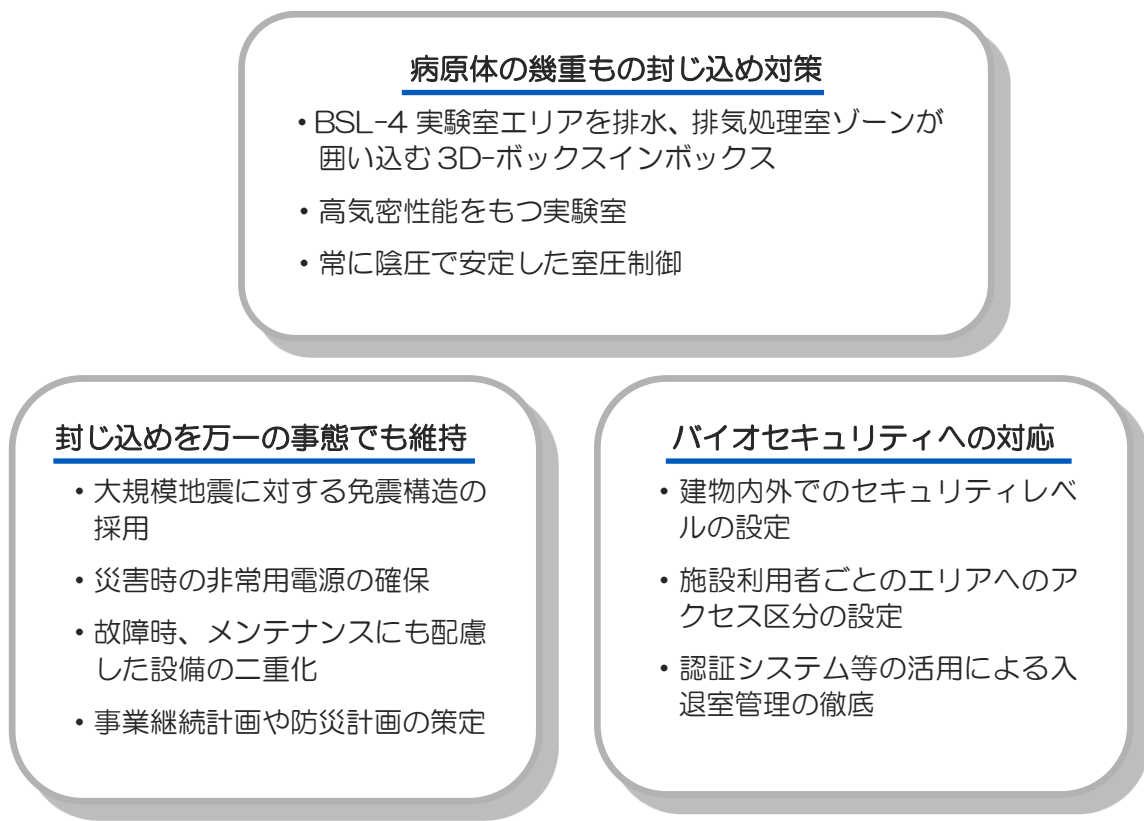 病原体の幾重もの封じ込め対策
・BSL-4 実験室エリアを排水、排気処理室ゾーンが
囲い込む 3D-ボックスインボックス
・高気密性能をもつ実験室
・常に陰圧で安定した室圧制御
封じ込めを万一の事態でも維持
・大規模地震に対する免震構造の
採用
・災害時の非常用電源の確保
・故障時、メンテナンスにも配慮
した設備の二重化
・事業継続計画や防災計画の策定
バイオセキュリティへの対応
・建物内外でのセキュリティレベ
ルの設定
・施設利用者ごとのエリアへのア
クセス区分の設定
・認証システム等の活用による入
退室管理の徹底